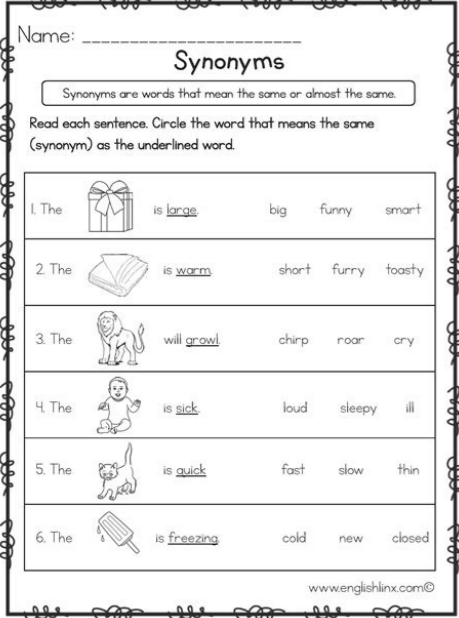 Name: ______________________
Synonyms
Synonyms are words that mean the same or almost the same.
Read each sentence. Circle the word that means the same
(synonym) as the underlined word.
1. The is large. big funny smart
2. The is warm. short furry toasty
3. The will growl. chirp roar cry
4. The is sick. loud sleepy ill
5. The is quick fast slow thin
6. The is freezing. cold new closed
www.englishlinx.com©